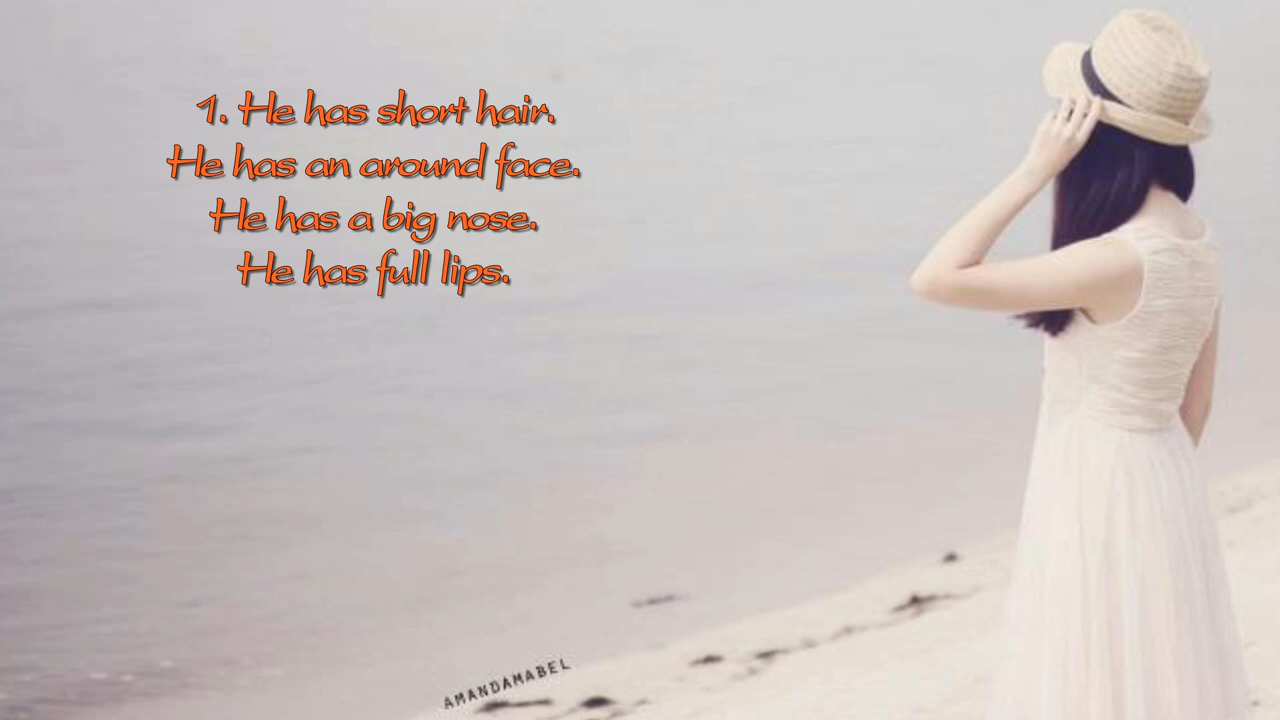 1. He has short hair.
He has an around face.
He has a big nose.
He has full lips.
AMANDAMABEL